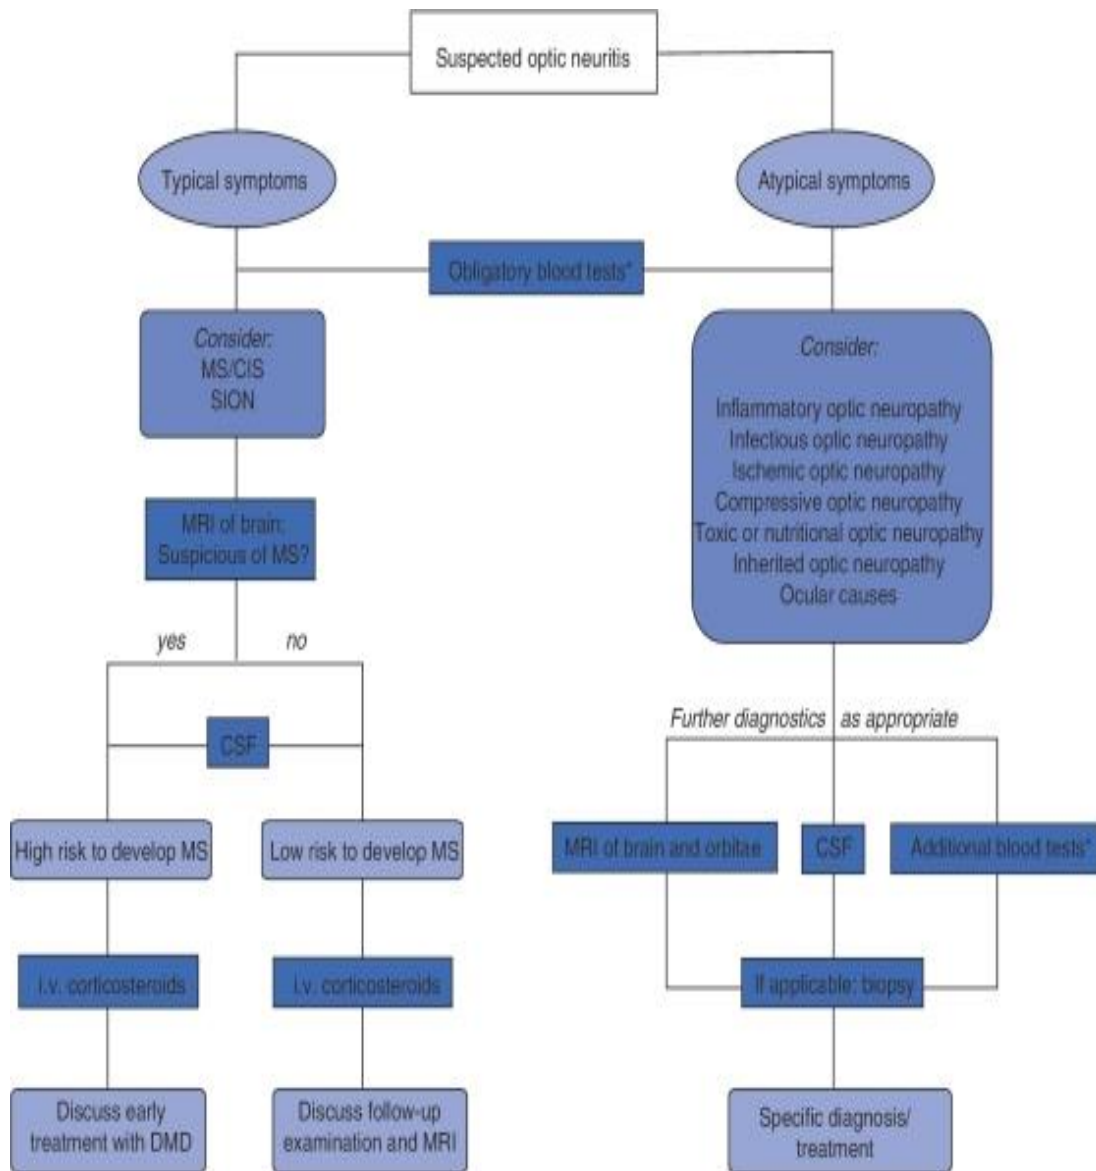 Suspected optic neuritis
Typical symptoms
Atypical symptoms
Obligatory blood tests*
Consider:
MS/CIS
SION
Consider:
Inflammatory optic neuropathy
Infectious optic neuropathy
Ischemic optic neuropathy
Compressive optic neuropathy
Toxic or nutritional optic neuropathy
Inherited optic neuropathy
Ocular causes
MRI of brain:
Suspicious of MS?
yes
no
CSF
High risk to develop MS
Low risk to develop MS
i.v. corticosteroids
i.v. corticosteroids
Discuss early
treatment with DMD
Discuss follow-up
examination and MRI
Further diagnostics as appropriate
MRI of brain and orbitae
CSF
Additional blood tests*
If applicable: biopsy
Specific diagnosis/
treatment